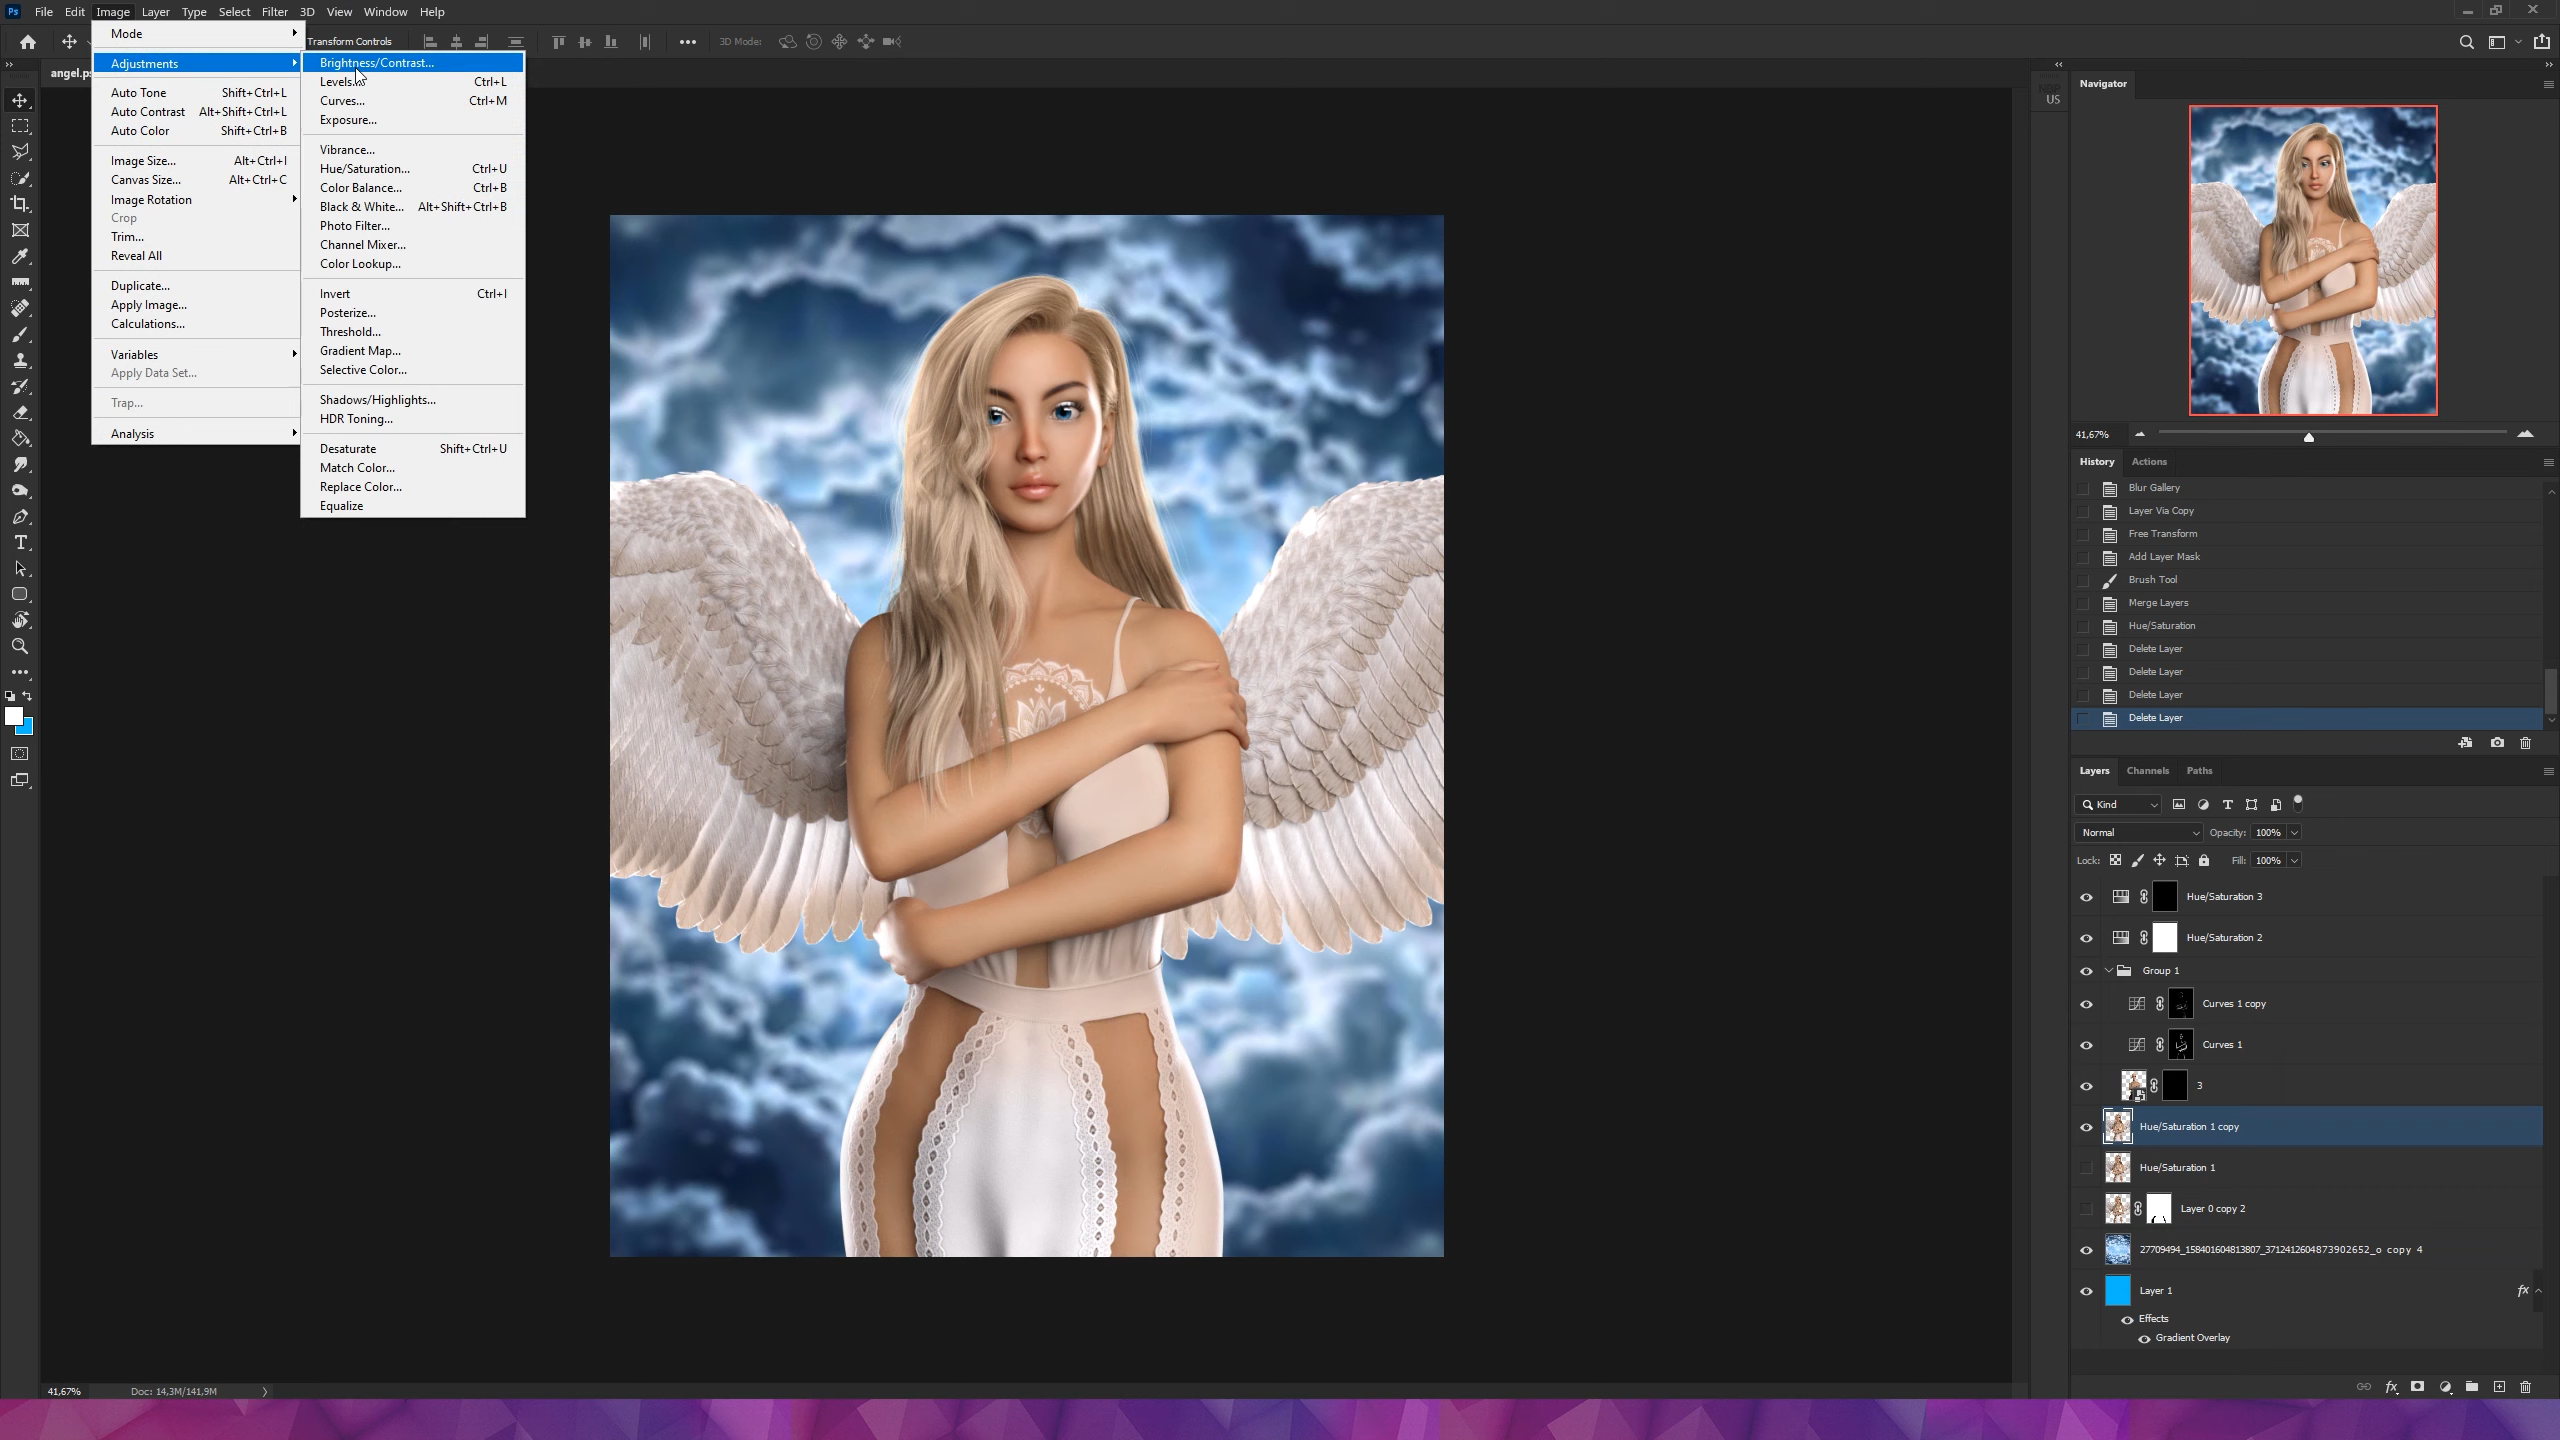 Ps File Edit Image Layer Type Select Filter 3D View Window Help
Transform Controls 3D Mode:
angel.ps
Mode
Adjustments
Auto Tone Shift+Ctrl+L
Auto Contrast Alt+Shift+Ctrl+L
Auto Color Shift+Ctrl+B
Image Size... Alt+Ctrl+I
Canvas Size... Alt+Ctrl+C
Image Rotation
Crop
Trim...
Reveal All
Duplicate...
Apply Image...
Calculations...
Variables
Apply Data Set...
Trap...
Analysis
Brightness/Contrast...
Levels... Ctrl+L
Curves... Ctrl+M
Exposure...
Vibrance...
Hue/Saturation... Ctrl+U
Color Balance... Ctrl+B
Black & White... Alt+Shift+Ctrl+B
Photo Filter...
Channel Mixer...
Color Lookup...
Invert Ctrl+I
Posterize...
Threshold...
Gradient Map...
Selective Color...
Shadows/Highlights...
HDR Toning...
Desaturate Shift+Ctrl+U
Match Color...
Replace Color...
Equalize
US
Navigator
41,67%
History Actions
Blur Gallery
Layer Via Copy
Free Transform
Add Layer Mask
Brush Tool
Merge Layers
Hue/Saturation
Delete Layer
Delete Layer
Delete Layer
Delete Layer
Layers Channels Paths
Kind
Normal Opacity: 100%
Lock: Fill: 100%
Hue/Saturation 3
Hue/Saturation 2
Group 1
Curves 1 copy
Curves 1
3
Hue/Saturation 1 copy
Hue/Saturation 1
Layer 0 copy 2
27709494_158401604813807_3712412604873902652_o copy 4
Layer 1 fx
Effects
Gradient Overlay
fx
41,67% Doc: 14,3M/141,9M